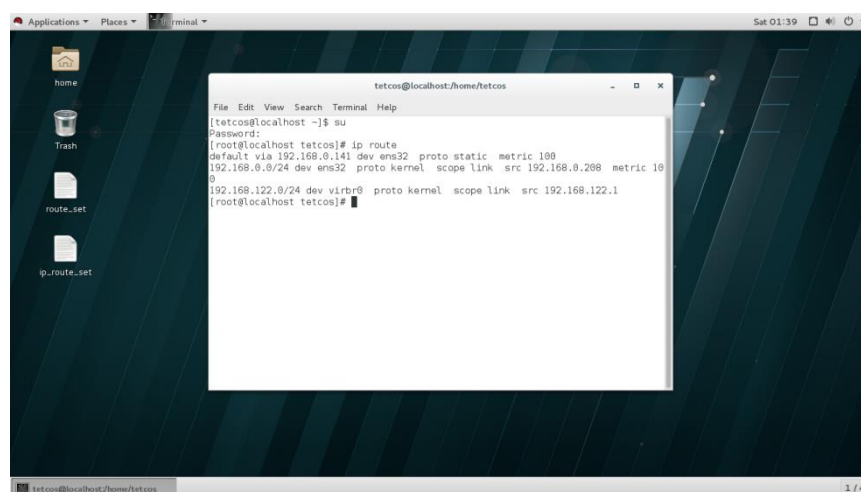 Applications Places Terminal Sat 01:39
home
Trash
route_set
ip_route_set
tetcos@localhost:/home/tetcos
File Edit View Search Terminal Help
[tetcos@localhost ~]$ su
Password:
[root@localhost tetcos]# ip route
default via 192.168.0.141 dev ens32 proto static metric 100
192.168.0.0/24 dev ens32 proto kernel scope link src 192.168.0.208 metric 10
0
192.168.122.0/24 dev virbr0 proto kernel scope link src 192.168.122.1
[root@localhost tetcos]#
tetcos@localhost:/home/tetcos